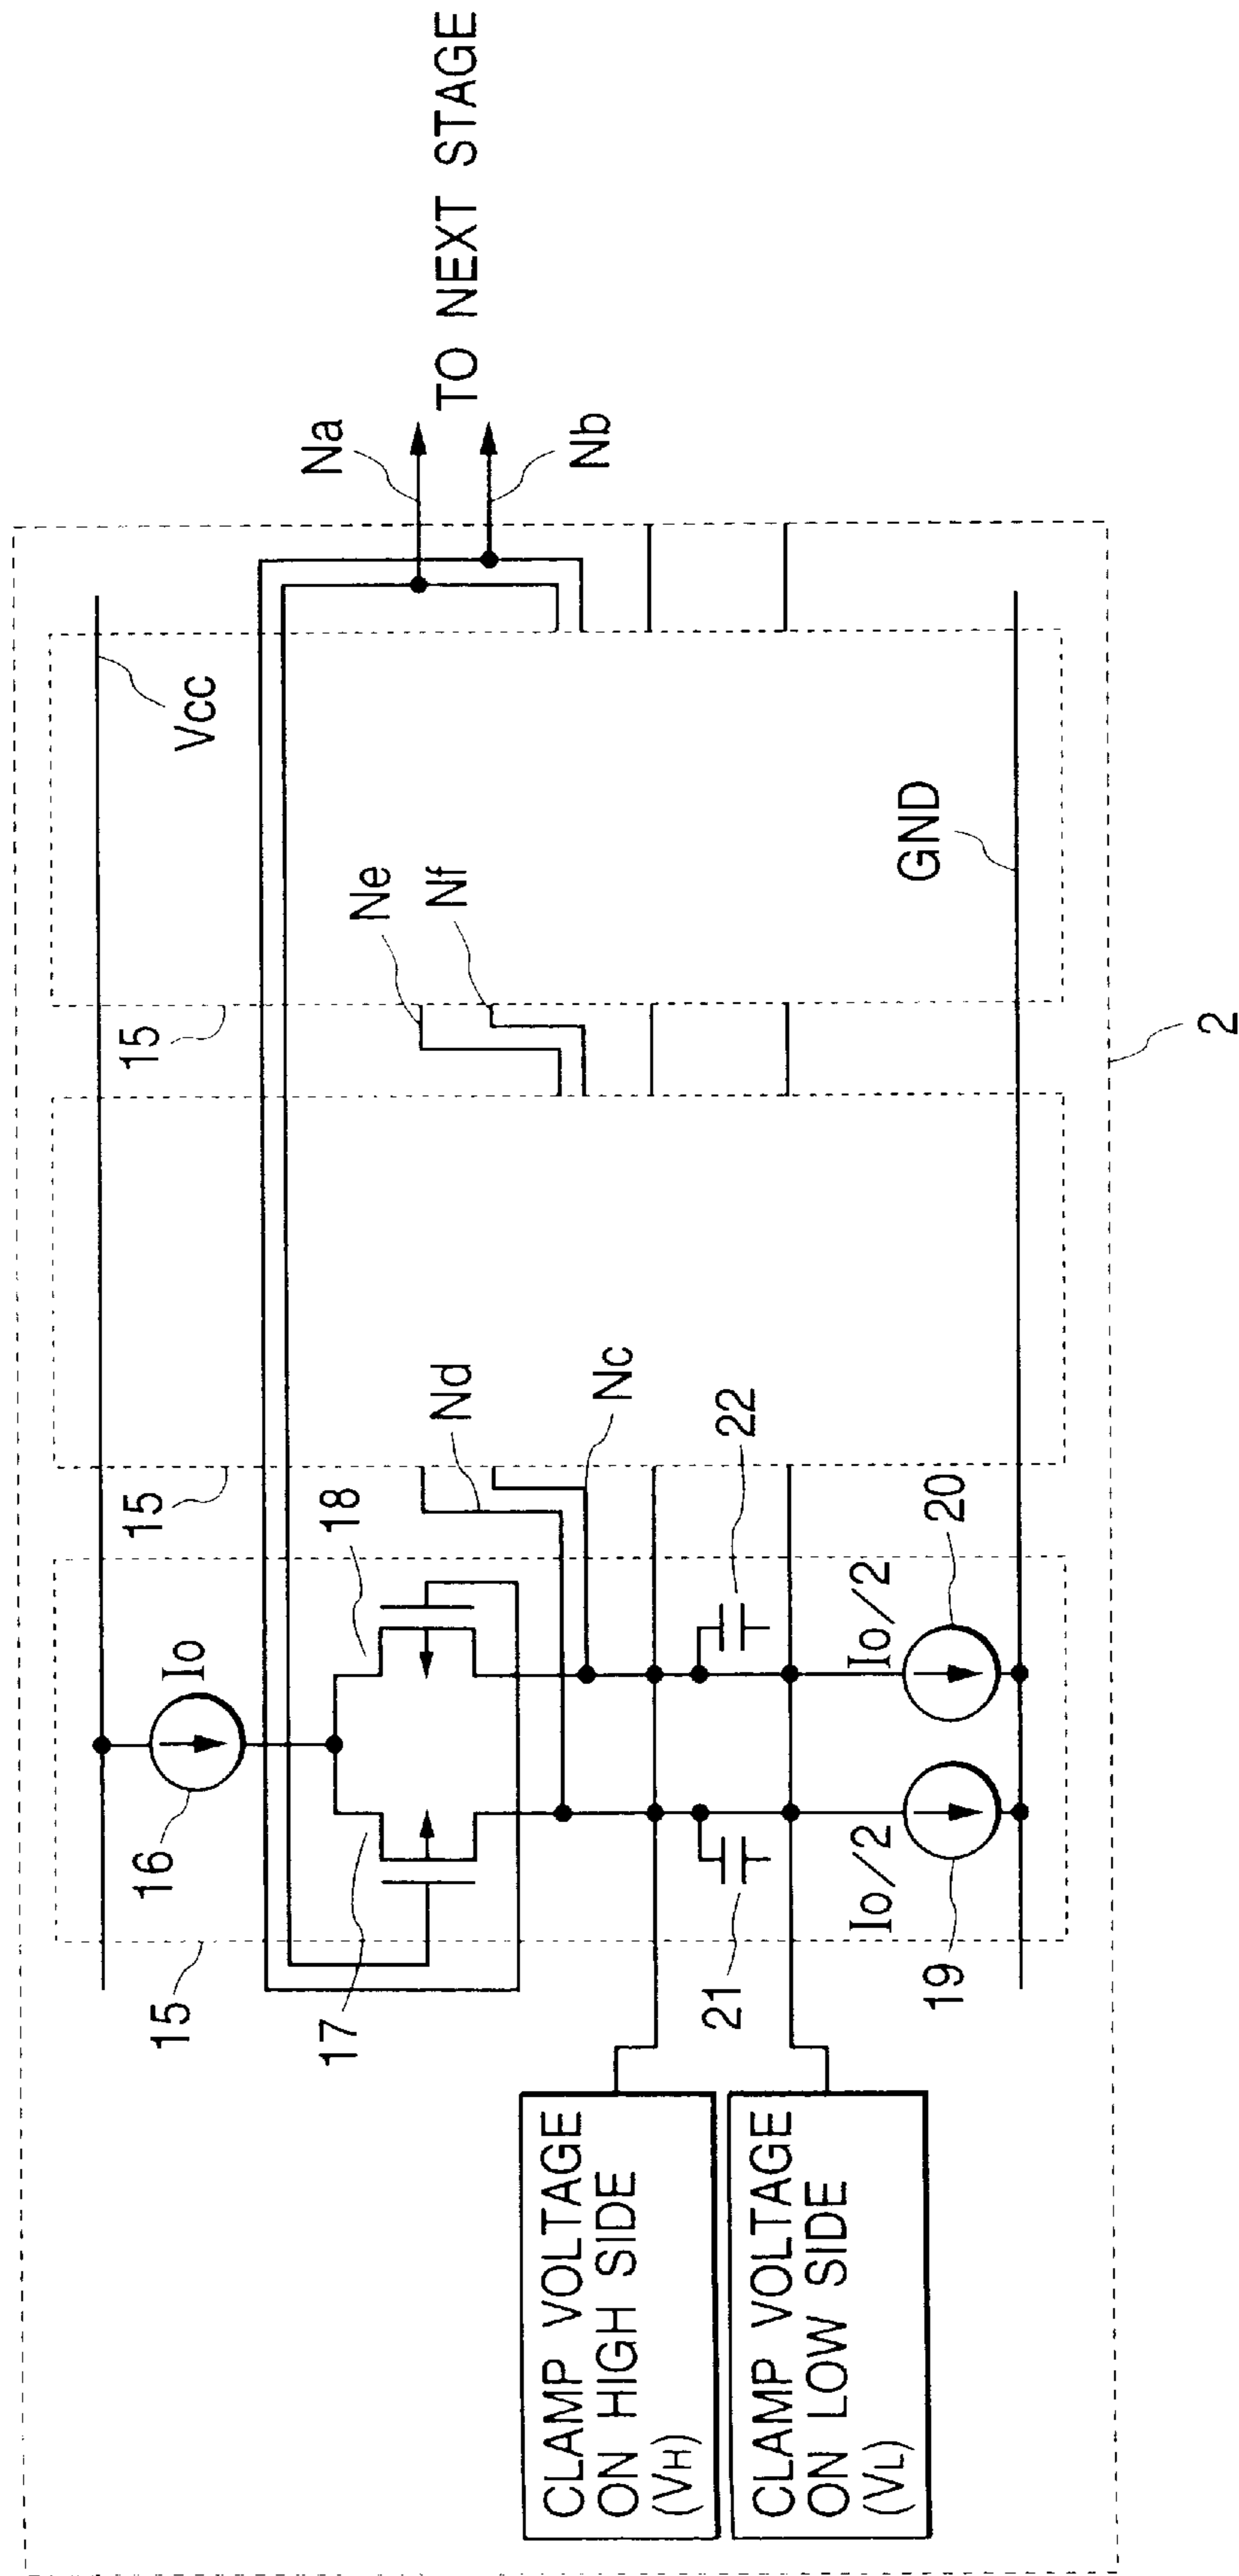 Vcc
Io
16
15
15
15
17
18
Nd
Nc
Ne
Nf
Na
Nb
TO NEXT STAGE
CLAMP VOLTAGE
ON HIGH SIDE
(VH)
CLAMP VOLTAGE
ON LOW SIDE
(VL)
21
22
Io/2
Io/2
19
20
GND
2